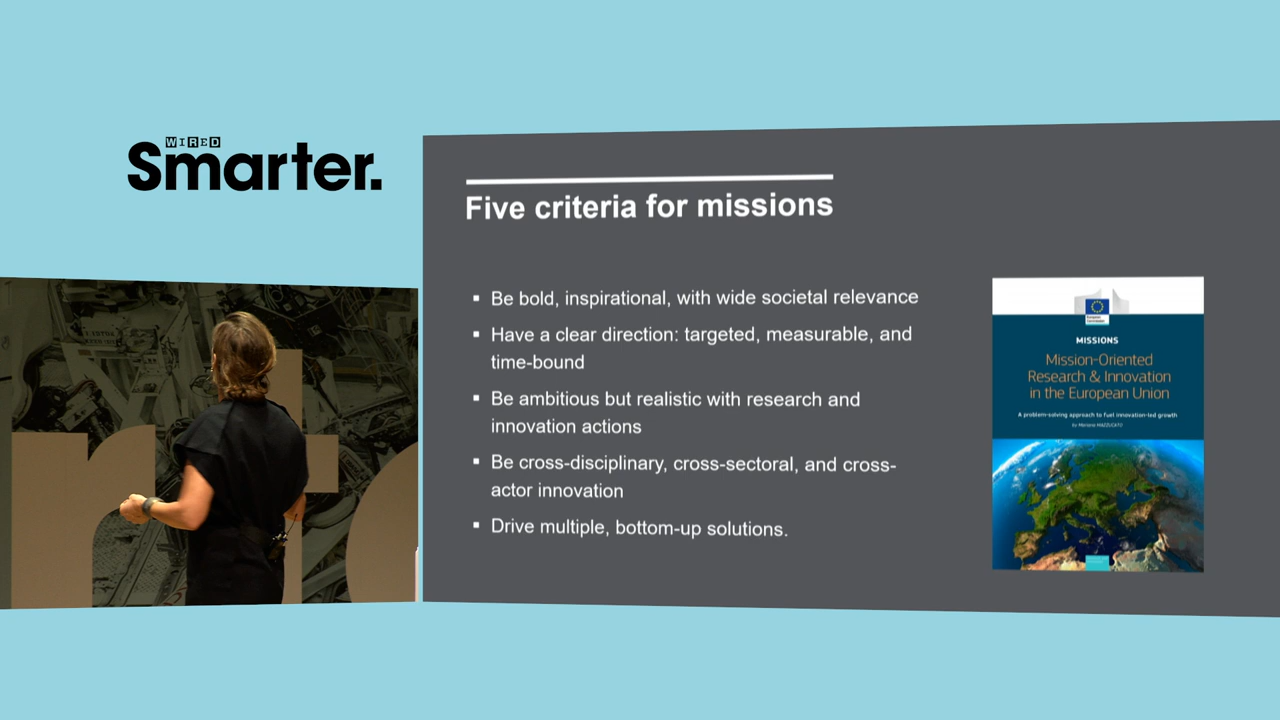 WIRED
Smarter.
Five criteria for missions
Be bold, inspirational, with wide societal relevance
Have a clear direction: targeted, measurable, and
time-bound
Be ambitious but realistic with research and
innovation actions
Be cross-disciplinary, cross-sectoral, and cross-
actor innovation
Drive multiple, bottom-up solutions.
European
Commission
MISSIONS
Mission-Oriented
Research & Innovation
in the European Union
A problem-solving approach to fuel innovation-led growth
by Mariana MAZZUCATO